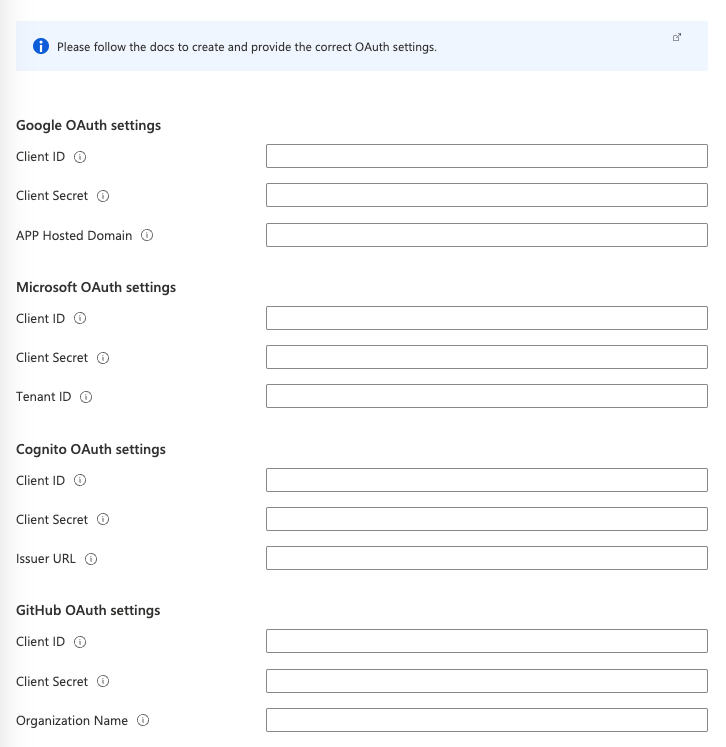 Please follow the docs to create and provide the correct OAuth settings.
Google OAuth settings
Client ID
Client Secret
APP Hosted Domain
Microsoft OAuth settings
Client ID
Client Secret
Tenant ID
Cognito OAuth settings
Client ID
Client Secret
Issuer URL
GitHub OAuth settings
Client ID
Client Secret
Organization Name